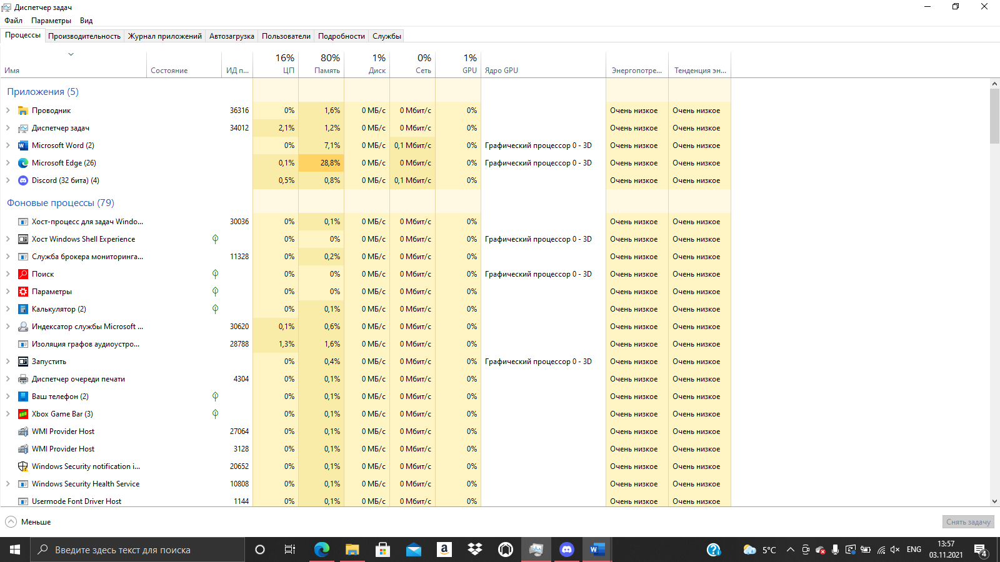 Диспетчер задач
Файл Параметры Вид
Процессы Производительность Журнал приложений Автозагрузка Пользователи Подробности Службы
16% 80% 1% 0% 1%
Имя Состояние ИД п... ЦП Память Диск Сеть GPU Ядро GPU Энергопотре... Тенденция эн...
Приложения (5)
Проводник 36316 0% 1,6% 0 МБ/с 0 Мбит/с 0% Очень низкое Очень низкое
Диспетчер задач 34012 2,1% 1,2% 0 МБ/с 0 Мбит/с 0% Очень низкое Очень низкое
Microsoft Word (2) 0% 7,1% 0 МБ/с 0,1 Мбит/с 0% Графический процессор 0 - 3D Очень низкое Очень низкое
Microsoft Edge (26) 0,1% 28,8% 0 МБ/с 0 Мбит/с 0% Графический процессор 0 - 3D Очень низкое Очень низкое
Discord (32 бита) (4) 0,5% 0,8% 0 МБ/с 0,1 Мбит/с 0% Очень низкое Очень низкое
Фоновые процессы (79)
Хост-процесс для задач Windo... 30036 0% 0,1% 0 МБ/с 0 Мбит/с 0% Очень низкое Очень низкое
Хост Windows Shell Experience 0% 0% 0 МБ/с 0 Мбит/с 0% Графический процессор 0 - 3D Очень низкое Очень низкое
Служба брокера мониторинга... 11328 0% 0,2% 0 МБ/с 0 Мбит/с 0% Очень низкое Очень низкое
Поиск 0% 0% 0 МБ/с 0 Мбит/с 0% Графический процессор 0 - 3D Очень низкое Очень низкое
Параметры 0% 0% 0 МБ/с 0 Мбит/с 0% Очень низкое Очень низкое
Калькулятор (2) 0% 0,1% 0 МБ/с 0 Мбит/с 0% Очень низкое Очень низкое
Индексатор службы Microsoft ... 30620 0,1% 0,6% 0 МБ/с 0 Мбит/с 0% Очень низкое Очень низкое
Изоляция графов аудиоустро... 28788 1,3% 1,6% 0 МБ/с 0 Мбит/с 0% Очень низкое Очень низкое
Запустить 0% 0,4% 0 МБ/с 0 Мбит/с 0% Графический процессор 0 - 3D Очень низкое Очень низкое
Диспетчер очереди печати 4304 0% 0,1% 0 МБ/с 0 Мбит/с 0% Очень низкое Очень низкое
Ваш телефон (2) 0% 0,1% 0 МБ/с 0 Мбит/с 0% Очень низкое Очень низкое
Xbox Game Bar (3) 0% 0,1% 0 МБ/с 0 Мбит/с 0% Очень низкое Очень низкое
WMI Provider Host 27064 0% 0,1% 0 МБ/с 0 Мбит/с 0% Очень низкое Очень низкое
WMI Provider Host 3128 0% 0,1% 0 МБ/с 0 Мбит/с 0% Очень низкое Очень низкое
Windows Security notification i... 20652 0% 0,1% 0 МБ/с 0 Мбит/с 0% Очень низкое Очень низкое
Windows Security Health Service 10808 0% 0,1% 0 МБ/с 0 Мбит/с 0% Очень низкое Очень низкое
Usermode Font Driver Host 1144 0% 0,1% 0 МБ/с 0 Мбит/с 0% Очень низкое Очень низкое
Меньше Снять задачу
Введите здесь текст для поиска 5°C ENG 13:57
03.11.2021 4